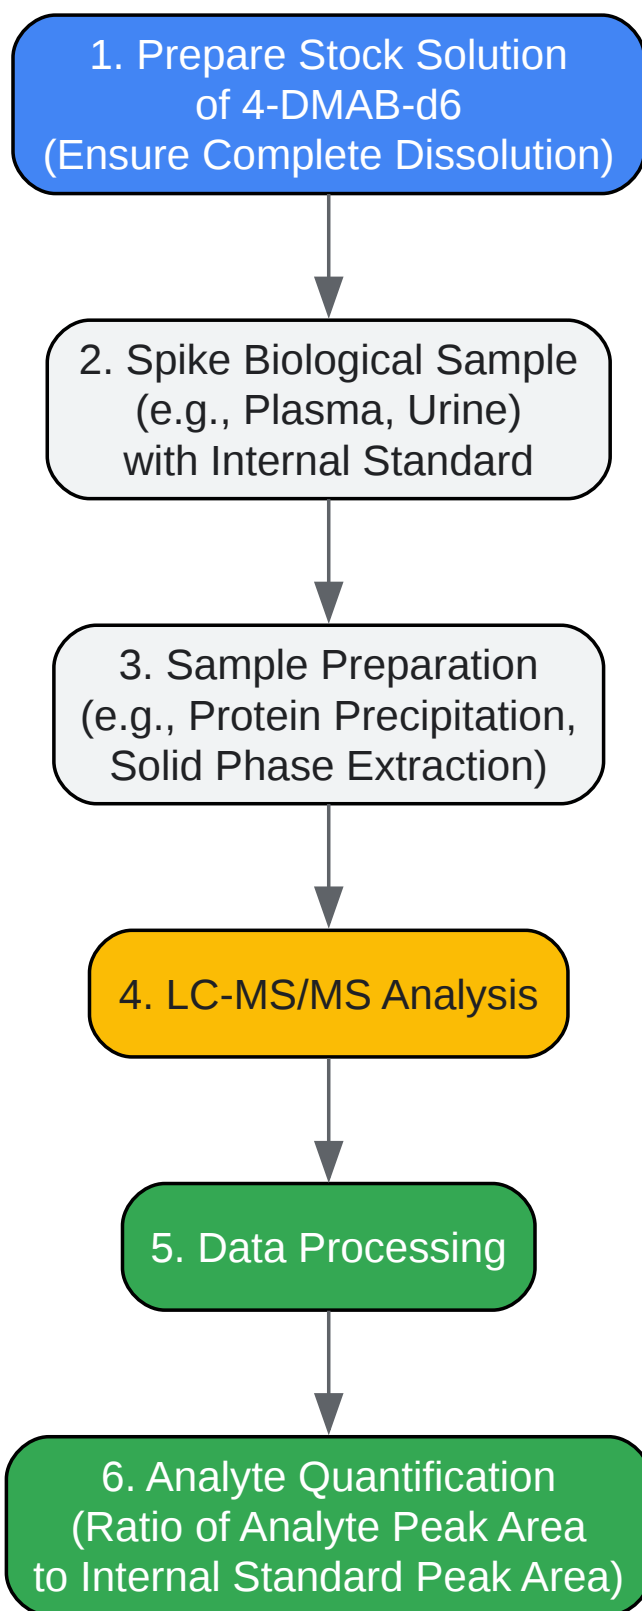 1. Prepare Stock Solution
of 4-DMAB-d6
(Ensure Complete Dissolution)
2. Spike Biological Sample
(e.g., Plasma, Urine)
with Internal Standard
3. Sample Preparation
(e.g., Protein Precipitation,
Solid Phase Extraction)
4. LC-MS/MS Analysis
5. Data Processing
6. Analyte Quantification
(Ratio of Analyte Peak Area
to Internal Standard Peak Area)